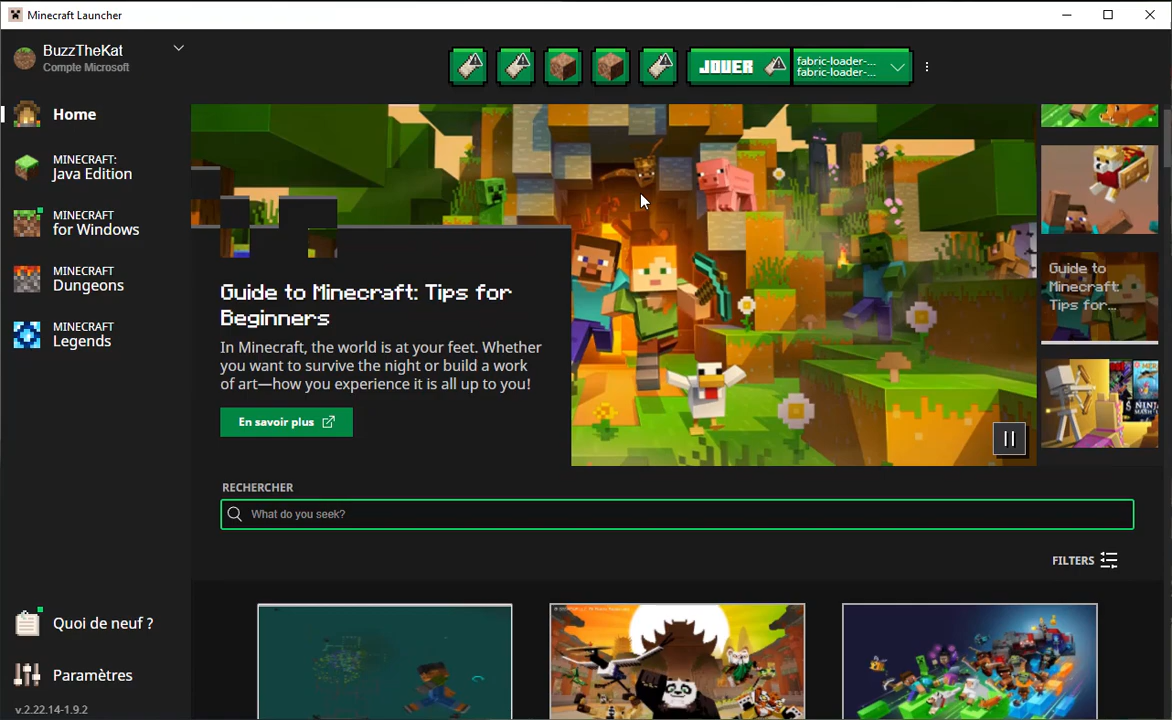 Minecraft Launcher
BuzzTheKat
Compte Microsoft
JOUER
fabric-loader-...
fabric-loader-...
Home
MINECRAFT:
Java Edition
MINECRAFT
for Windows
MINECRAFT
Dungeons
MINECRAFT
Legends
Quoi de neuf ?
Paramètres
v.2.22.14-1.9.2
Guide to Minecraft: Tips for
Beginners
In Minecraft, the world is at your feet. Whether
you want to survive the night or build a work
of art—how you experience it is all up to you!
En savoir plus
Guide to
Minecraft:
Tips for...
RECHERCHER
What do you seek?
FILTERS